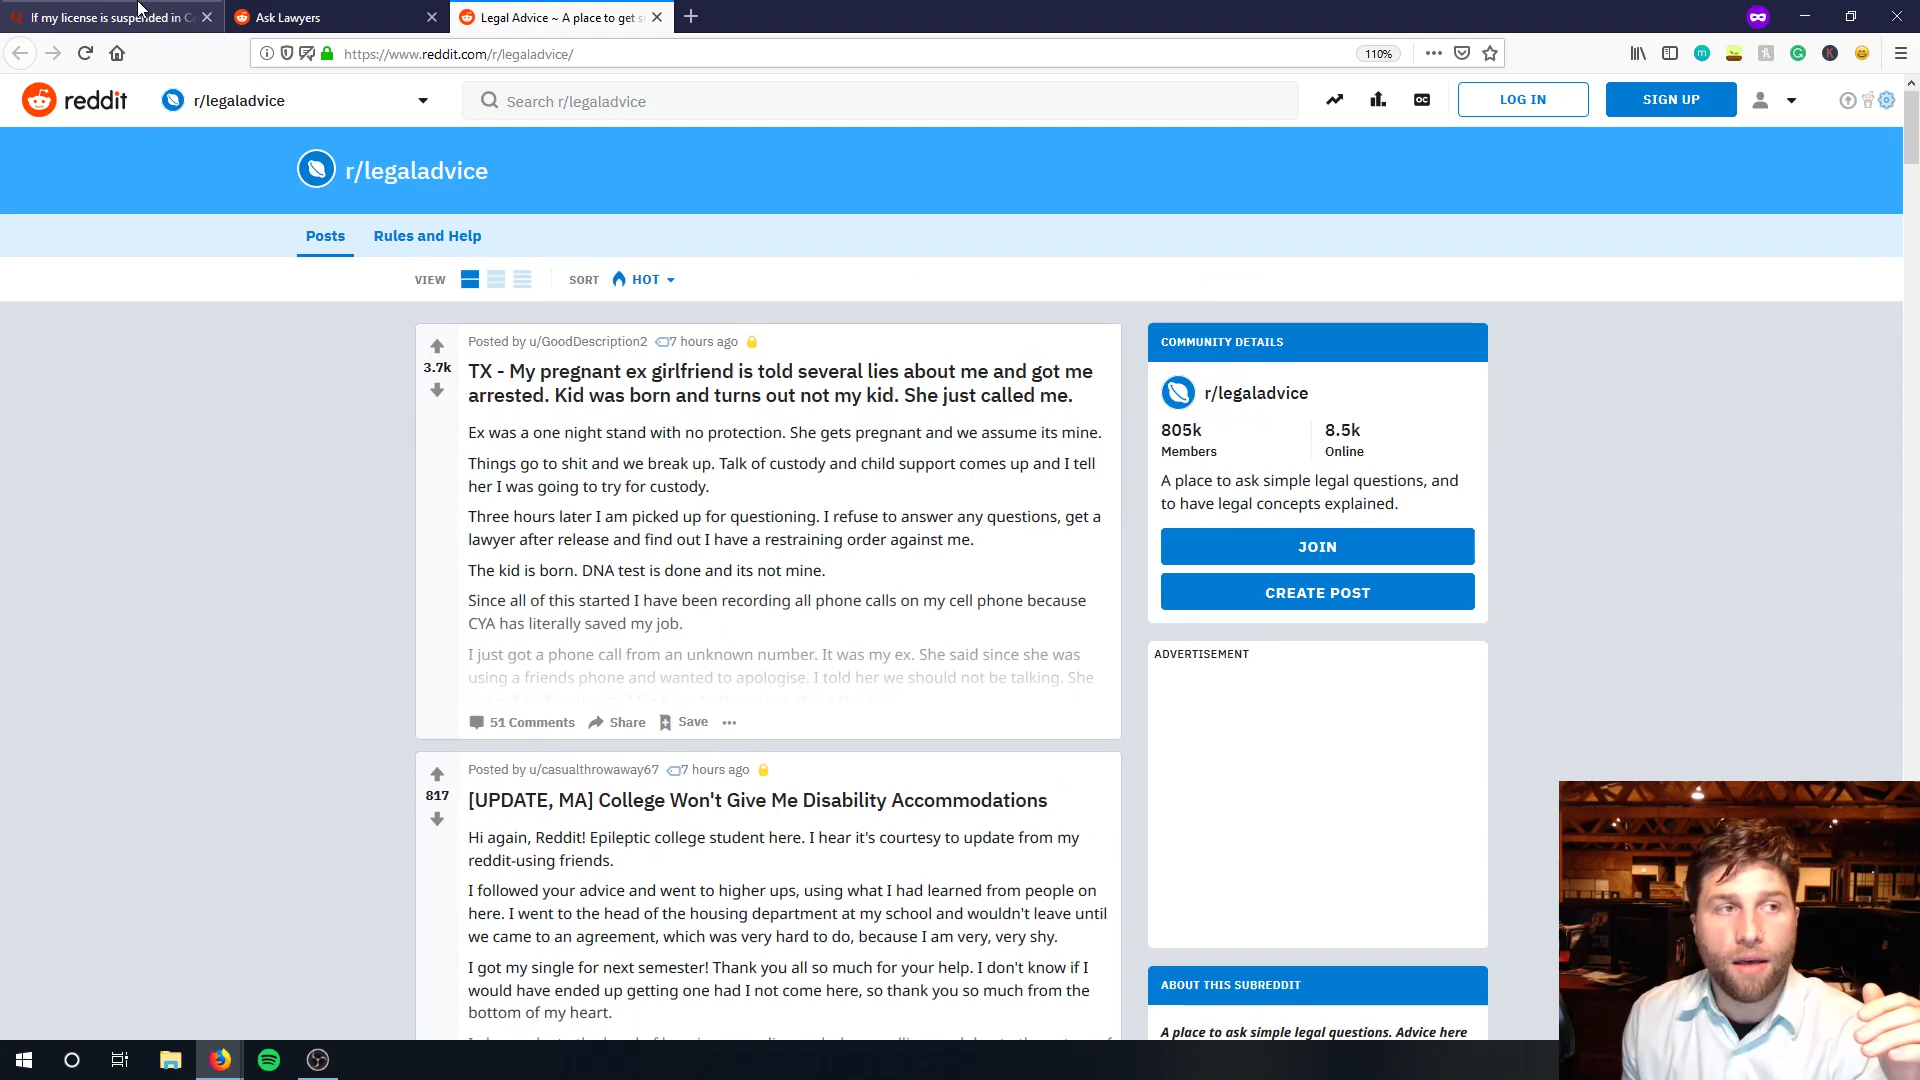 If my license is suspended in Ca
Ask Lawyers
Legal Advice ~ A place to get s
https://www.reddit.com/r/legaladvice/
110%
reddit
r/legaladvice
Search r/legaladvice
LOG IN
SIGN UP
r/legaladvice
Posts
Rules and Help
VIEW
SORT
HOT
3.7k
Posted by u/GoodDescription2
7 hours ago
TX - My pregnant ex girlfriend is told several lies about me and got me
arrested. Kid was born and turns out not my kid. She just called me.
Ex was a one night stand with no protection. She gets pregnant and we assume its mine.
Things go to shit and we break up. Talk of custody and child support comes up and I tell
her I was going to try for custody.
Three hours later I am picked up for questioning. I refuse to answer any questions, get a
lawyer after release and find out I have a restraining order against me.
The kid is born. DNA test is done and its not mine.
Since all of this started I have been recording all phone calls on my cell phone because
CYA has literally saved my job.
I just got a phone call from an unknown number. It was my ex. She said since she was
using a friends phone and wanted to apologise. I told her we should not be talking. She
51 Comments
Share
Save
COMMUNITY DETAILS
r/legaladvice
805k
Members
8.5k
Online
A place to ask simple legal questions, and
to have legal concepts explained.
JOIN
CREATE POST
ADVERTISEMENT
817
Posted by u/casualthrowaway67
7 hours ago
[UPDATE, MA] College Won't Give Me Disability Accommodations
Hi again, Reddit! Epileptic college student here. I hear it's courtesy to update from my
reddit-using friends.
I followed your advice and went to higher ups, using what I had learned from people on
here. I went to the head of the housing department at my school and wouldn't leave until
we came to an agreement, which was very hard to do, because I am very, very shy.
I got my single for next semester! Thank you all so much for your help. I don't know if I
would have ended up getting one had I not come here, so thank you so much from the
bottom of my heart.
ABOUT THIS SUBREDDIT
A place to ask simple legal questions. Advice here